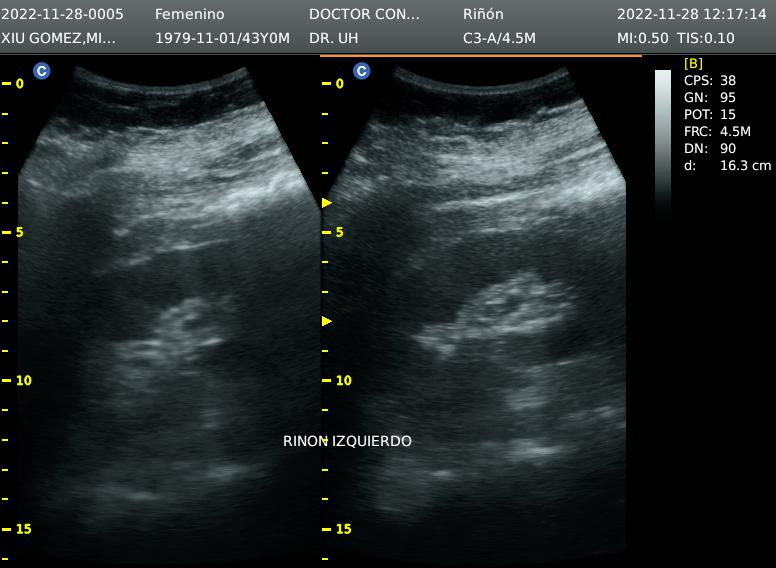 2022-11-28-0005 Femenino DOCTOR CON... Riñón 2022-11-28 12:17:14
XIU GOMEZ,MI... 1979-11-01/43Y0M DR. UH C3-A/4.5M MI:0.50 TIS:0.10
C C
[B]
CPS: 38
GN: 95
POT: 15
FRC: 4.5M
DN: 90
d: 16.3 cm
0 0
5 5
10 10
RINON IZQUIERDO
15 15